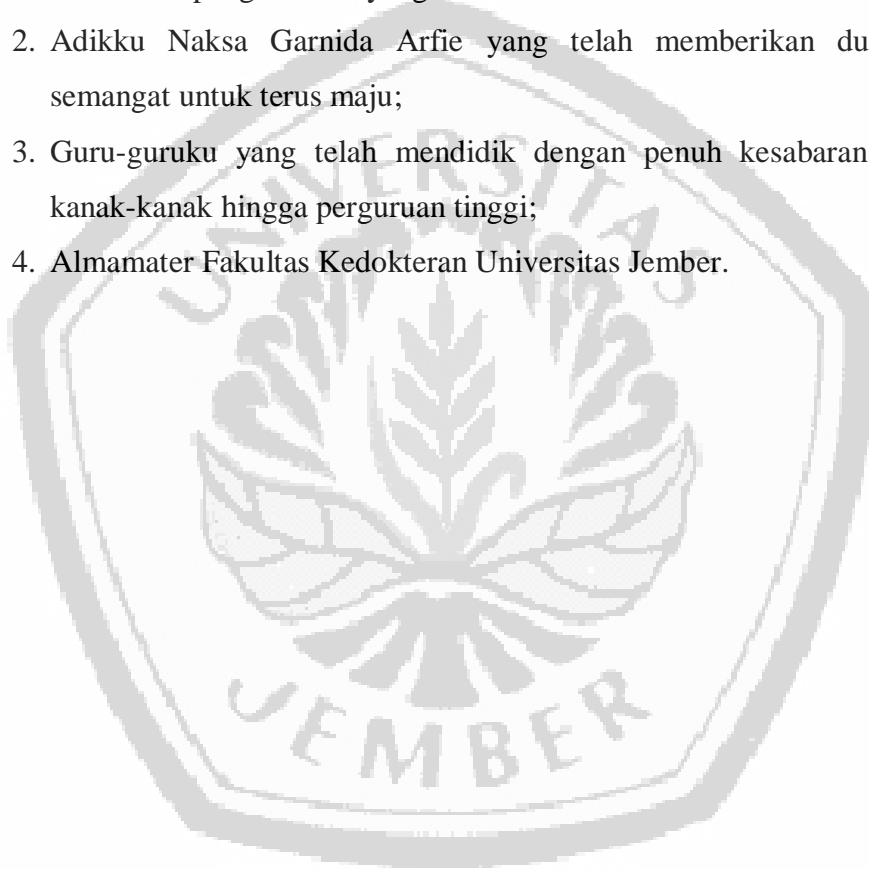 2. Adikku Naksa Garnida Arfie yang telah memberikan du
semangat untuk terus maju;
3. Guru-guruku yang telah mendidik dengan penuh kesabaran
kanak-kanak hingga perguruan tinggi;
4. Almamater Fakultas Kedokteran Universitas Jember.
UNIVERSITAS
JEMBER